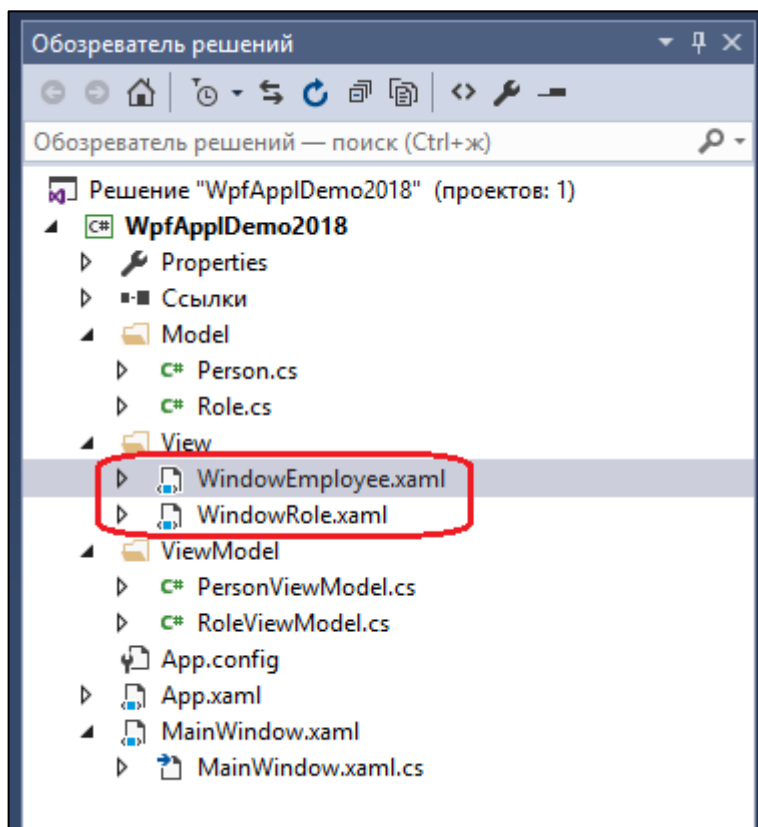 Обозреватель решений
Обозреватель решений — поиск (Ctrl+ж)
Решение "WpfApplDemo2018" (проектов: 1)
C# WpfApplDemo2018
Properties
Ссылки
Model
C# Person.cs
C# Role.cs
View
WindowEmployee.xaml
WindowRole.xaml
ViewModel
C# PersonViewModel.cs
C# RoleViewModel.cs
App.config
App.xaml
MainWindow.xaml
MainWindow.xaml.cs